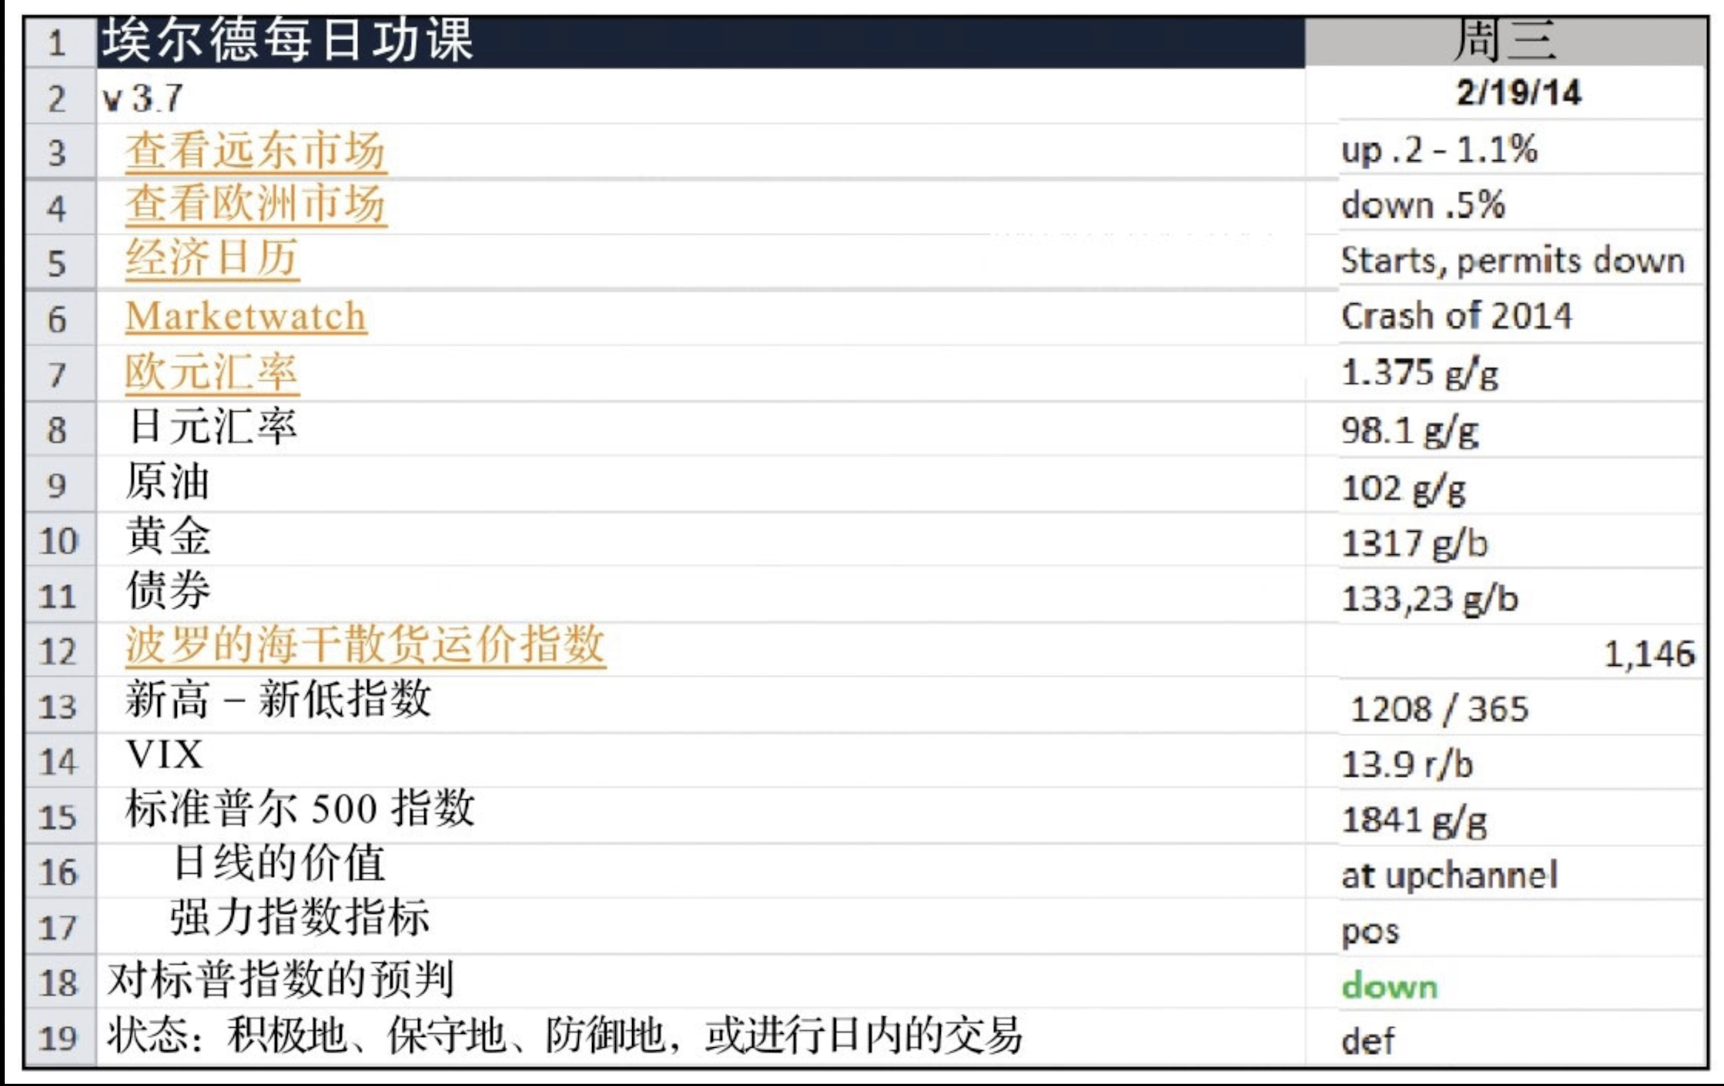 1 埃尔德每日功课 周三
2 v 3.7 2/19/14
3 查看远东市场 up .2 - 1.1%
4 查看欧洲市场 down .5%
5 经济日历 Starts, permits down
6 Marketwatch Crash of 2014
7 欧元汇率 1.375 g/g
8 日元汇率 98.1 g/g
9 原油 102 g/g
10 黄金 1317 g/b
11 债券 133,23 g/b
12 波罗的海干散货运价指数 1,146
13 新高－新低指数 1208 / 365
14 VIX 13.9 r/b
15 标准普尔 500 指数 1841 g/g
16 日线的价值 at upchannel
17 强力指数指标 pos
18 对标普指数的预判 down
19 状态：积极地、保守地、防御地，或进行日内的交易 def